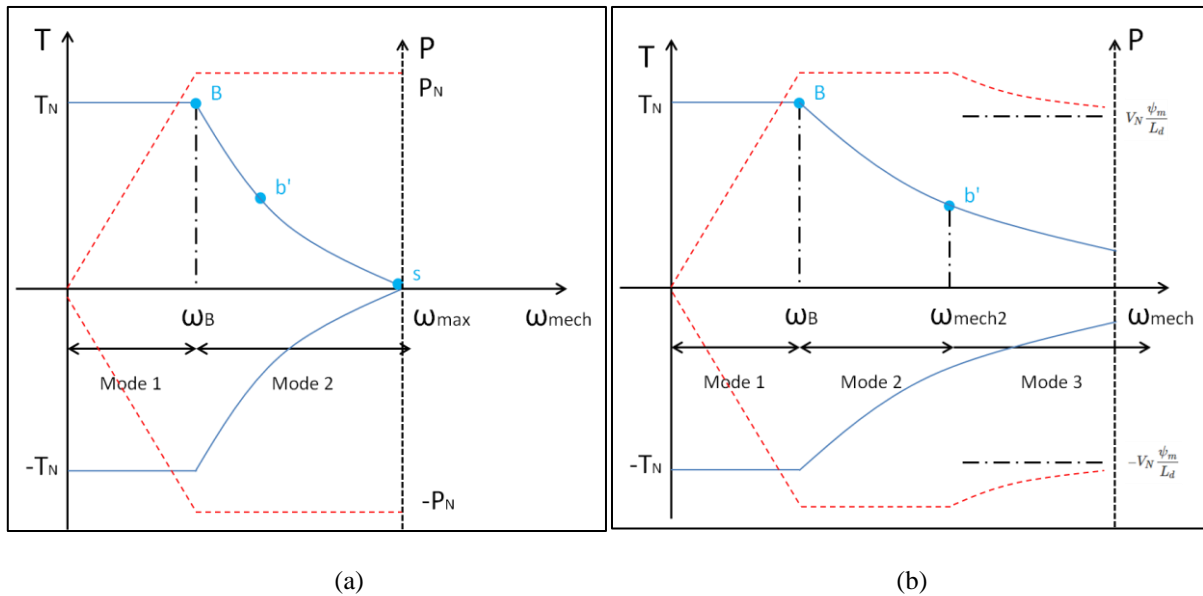 T
P
T_N
B
P_N
b'
s
ω_B
ω_max
ω_mech
Mode 1
Mode 2
-T_N
-P_N
(a)
T
P
T_N
B
V_N ψ_m/L_d
b'
ω_B
ω_mech2
ω_mech
Mode 1
Mode 2
Mode 3
-T_N
-V_N ψ_m/L_d
(b)